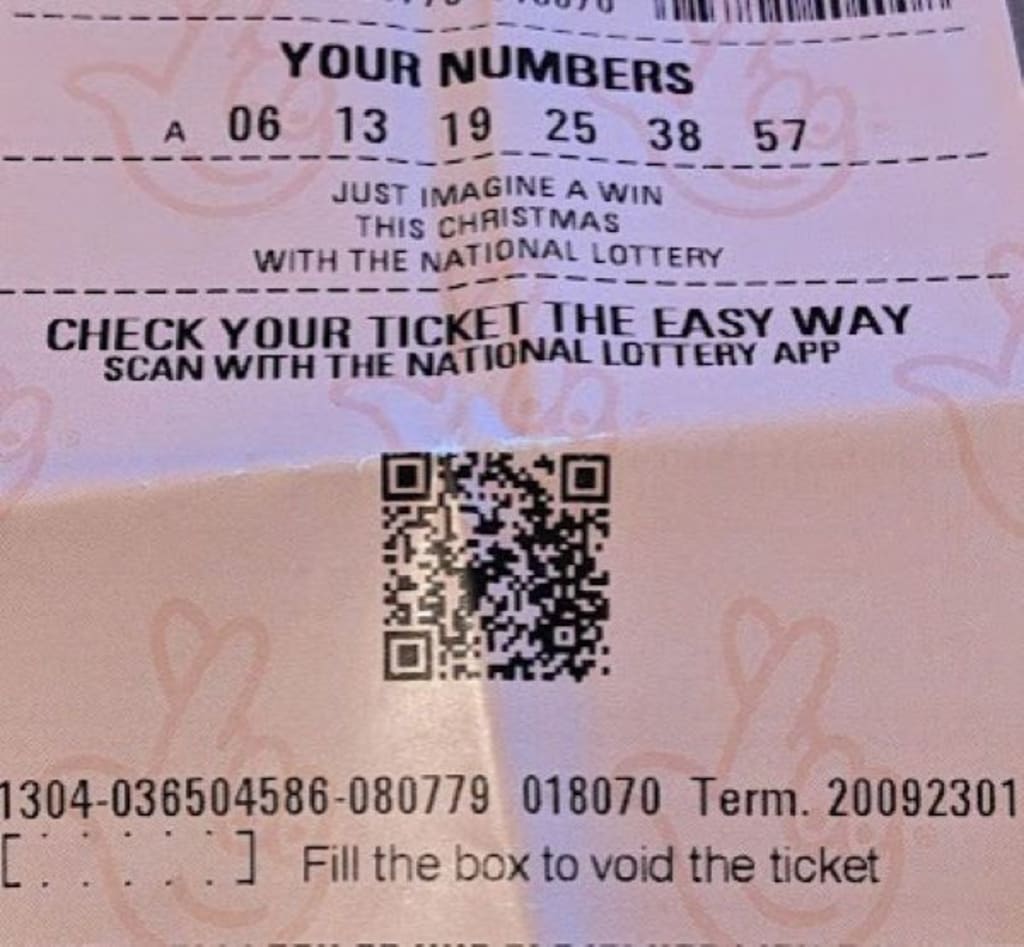 YOUR NUMBERS
A 06 13 19 25 38 57
JUST IMAGINE A WIN
THIS CHRISTMAS
WITH THE NATIONAL LOTTERY
CHECK YOUR TICKET THE EASY WAY
SCAN WITH THE NATIONAL LOTTERY APP
1304-036504586-080779 018070 Term. 20092301
[ ] Fill the box to void the ticket